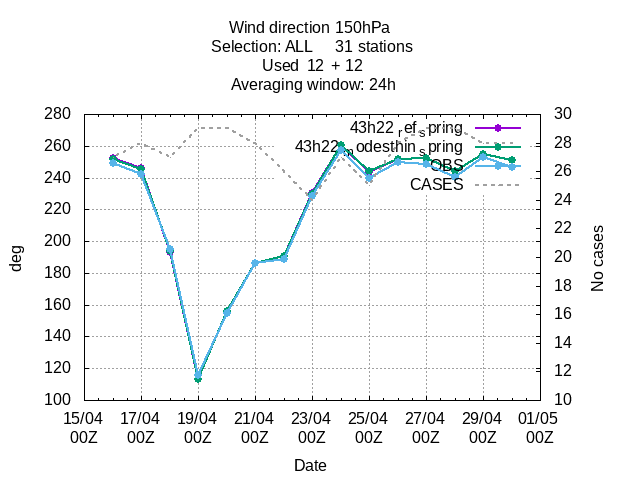 Wind direction 150hPa
Selection: ALL 31 stations
Used 12 + 12
Averaging window: 24h
deg
280
260
240
220
200
180
160
140
120
100
30
28
26
24
22
20
18
16
14
12
10
No cases
43h22_ref_spring
43h22_modesthin_spring
OBS
CASES
15/04 17/04 19/04 21/04 23/04 25/04 27/04 29/04 01/05
00Z 00Z 00Z 00Z 00Z 00Z 00Z 00Z 00Z
Date